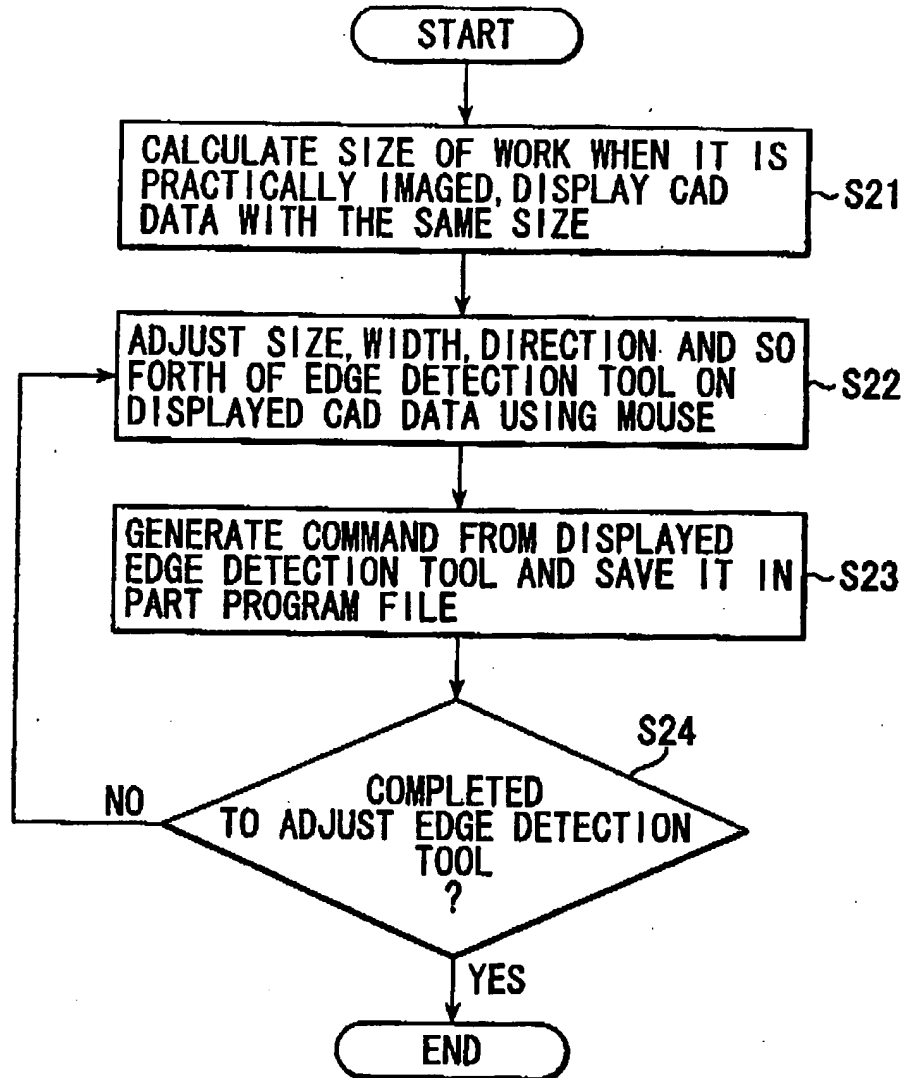 START
CALCULATE SIZE OF WORK WHEN IT IS
PRACTICALLY IMAGED, DISPLAY CAD
DATA WITH THE SAME SIZE
S21
ADJUST SIZE, WIDTH, DIRECTION AND SO
FORTH OF EDGE DETECTION TOOL ON
DISPLAYED CAD DATA USING MOUSE
S22
GENERATE COMMAND FROM DISPLAYED
EDGE DETECTION TOOL AND SAVE IT IN
PART PROGRAM FILE
S23
S24
COMPLETED
TO ADJUST EDGE DETECTION
TOOL
?
NO
YES
END